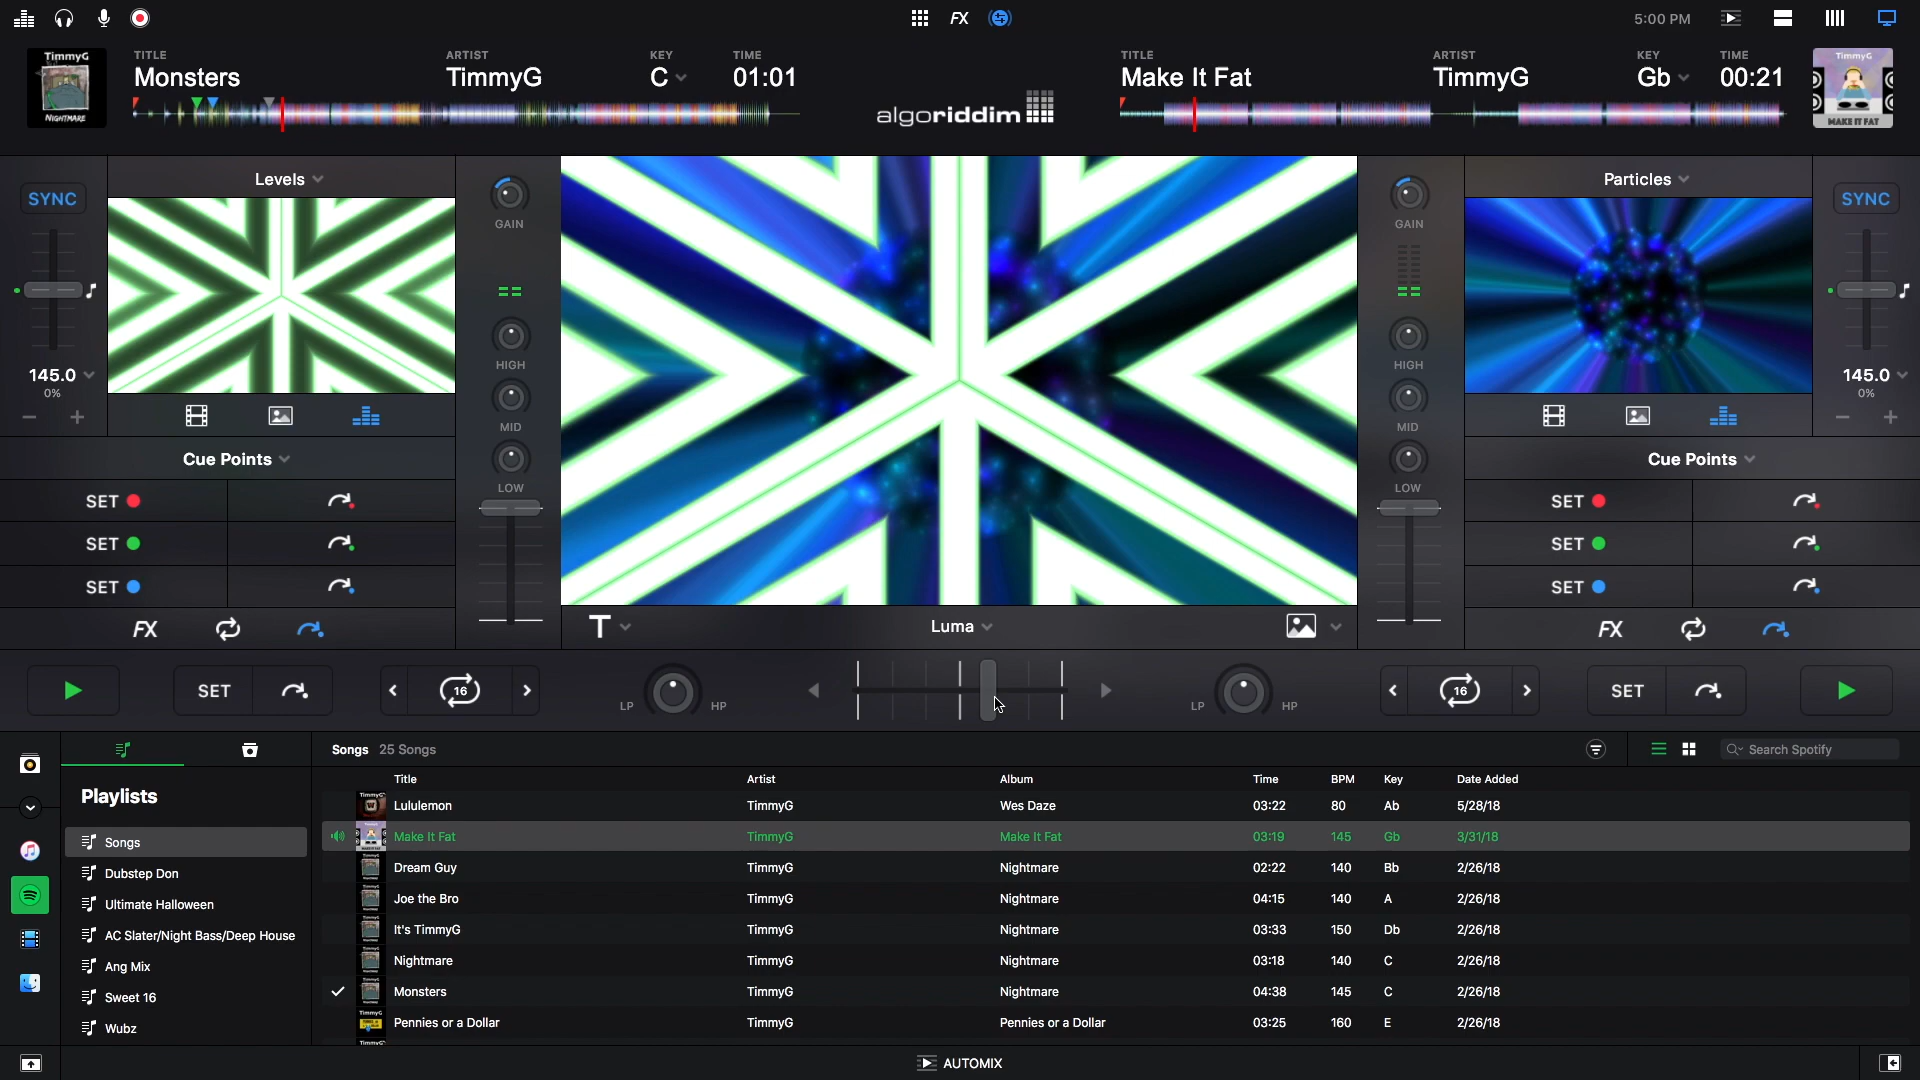 FX
5:00 PM
TimmyG
NIGHTMARE
TITLE ARTIST KEY TIME
Monsters TimmyG C 01:01
algoriddim
TITLE ARTIST KEY TIME
Make It Fat TimmyG Gb 00:21
TimmyG
MAKE IT FAT
SYNC
Levels
GAIN
HIGH
MID
LOW
145.0
0%
Cue Points
SET
SET
SET
FX
T
Luma
GAIN
HIGH
MID
LOW
Particles
SYNC
145.0
0%
Cue Points
SET
SET
SET
FX
SET 16 LP HP
LP HP 16 SET
Songs 25 Songs
Search Spotify
Playlists
Songs
Dubstep Don
Ultimate Halloween
AC Slater/Night Bass/Deep House
Ang Mix
Sweet 16
Wubz
Title Artist Album Time BPM Key Date Added
Lululemon TimmyG Wes Daze 03:22 80 Ab 5/28/18
Make It Fat TimmyG Make It Fat 03:19 145 Gb 3/31/18
Dream Guy TimmyG Nightmare 02:22 140 Bb 2/26/18
Joe the Bro TimmyG Nightmare 04:15 140 A 2/26/18
It's TimmyG TimmyG Nightmare 03:33 150 Db 2/26/18
Nightmare TimmyG Nightmare 03:18 140 C 2/26/18
Monsters TimmyG Nightmare 04:38 145 C 2/26/18
Pennies or a Dollar TimmyG Pennies or a Dollar 03:25 160 E 2/26/18
AUTOMIX